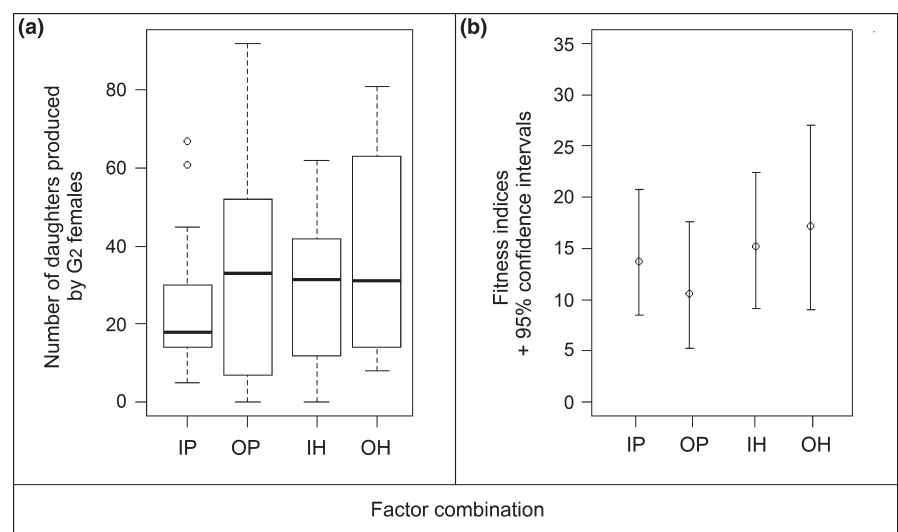 (a)
Number of daughters produced
by G2 females
80
60
40
20
0
IP OP IH OH
(b)
Fitness indices
+ 95% confidence intervals
35
30
25
20
15
10
5
0
IP OP IH OH
Factor combination